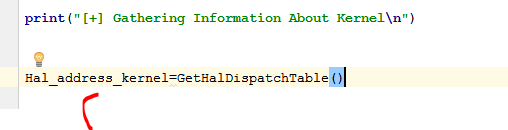 print("[+] Gathering Information About Kernel\n")
Hal_address_kernel=GetHalDispatchTable()